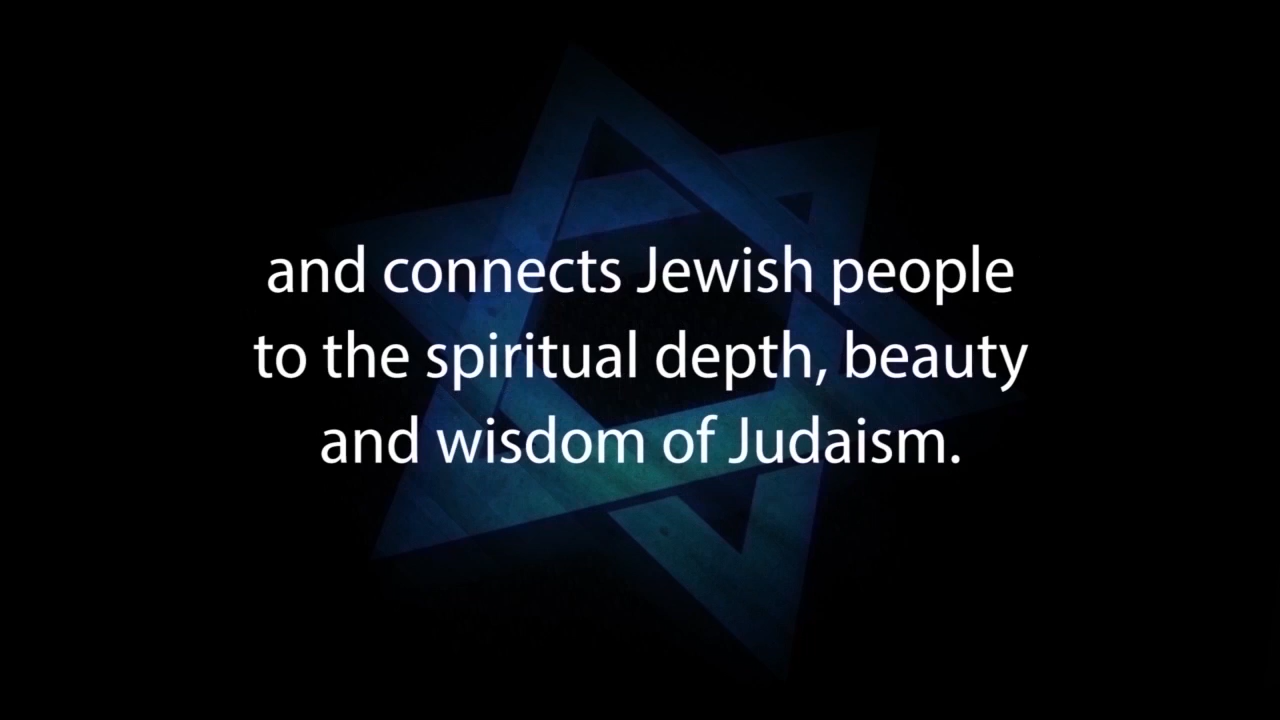 and connects Jewish people
to the spiritual depth, beauty
and wisdom of Judaism.